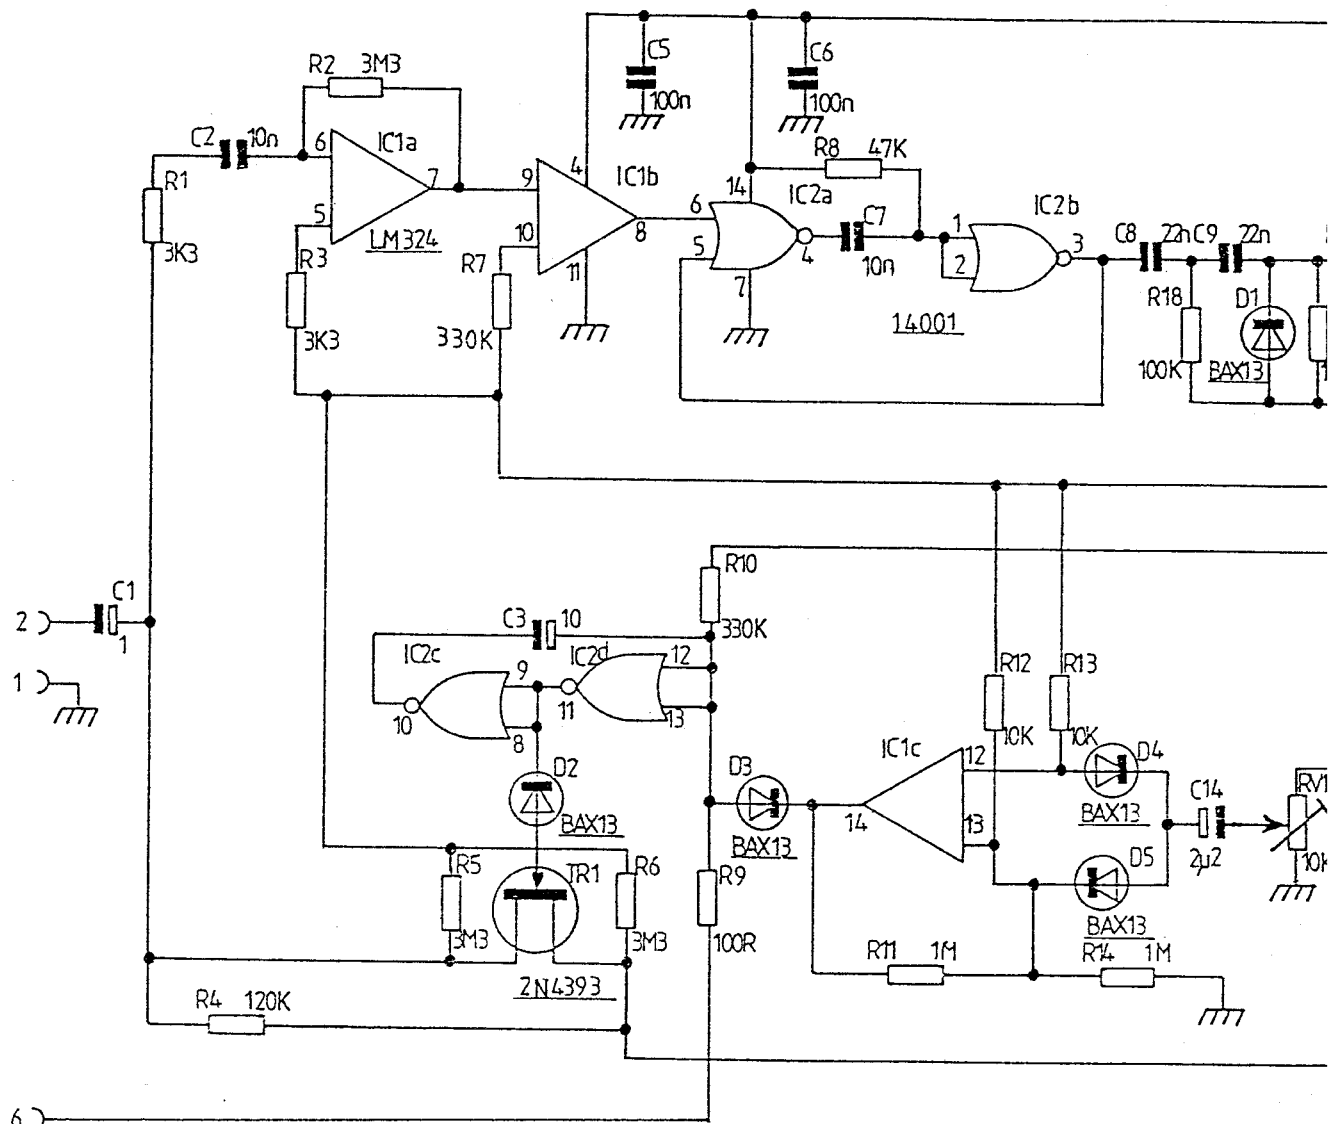 C5
C6
R2 3M3
100n
100n
C2 10n
IC1a
R8 47K
6
7
4
IC1b
14
IC2a
IC2b
R1
9
6
C7
1
3
C8 22n C9 22n
5
LM324
10
8
5
4
2
3K3
R3
R7
11
7
10n
R18
D1
3K3
330K
14001
100K
BAX13
C1
R10
2
1
C3 10
330K
IC2c
IC2d
12
R12
R13
1
9
11
13
10
8
10K
10K
IC1c
12
D4
D2
D3
C14
RV1
BAX13
BAX13
14
13
BAX13
2µ2
D5
10K
R5
TR1
R6
R9
3M3
3M3
100R
BAX13
R11 1M
R14 1M
2N4393
R4 120K
6